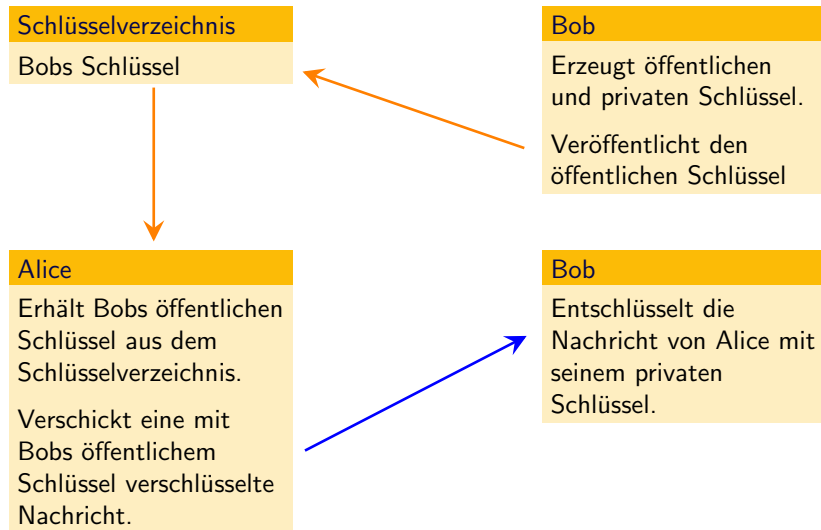 Schlüsselverzeichnis
Bobs Schlüssel
Bob
Erzeugt öffentlichen
und privaten Schlüssel.
Veröffentlicht den
öffentlichen Schlüssel
Alice
Erhält Bobs öffentlichen
Schlüssel aus dem
Schlüsselverzeichnis.
Verschickt eine mit
Bobs öffentlichem
Schlüssel verschlüsselte
Nachricht.
Bob
Entschlüsselt die
Nachricht von Alice mit
seinem privaten
Schlüssel.